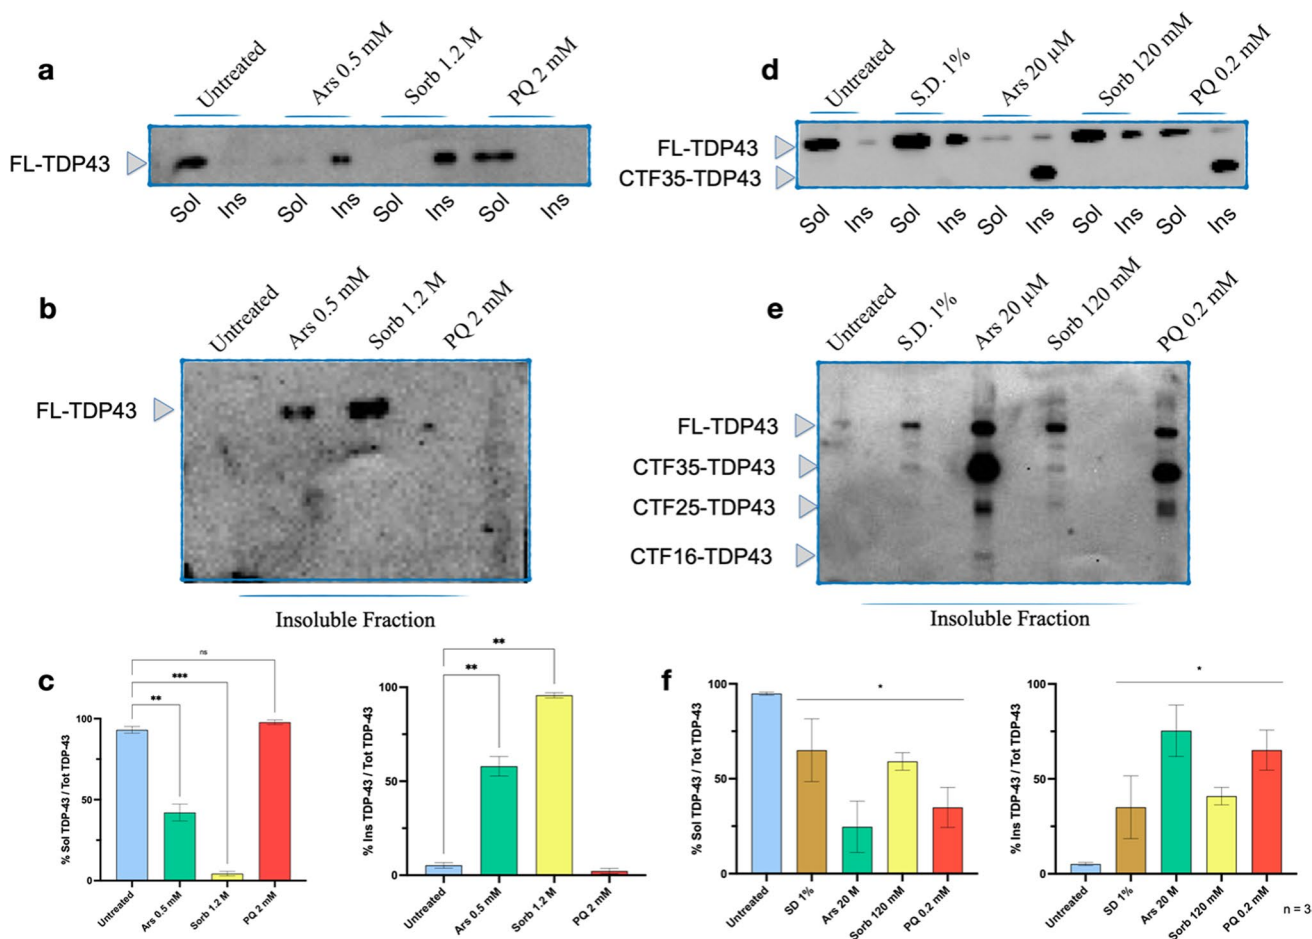 a
Untreated
Ars 0.5 mM
Sorb 1.2 M
PQ 2 mM
FL-TDP43
Sol Ins Sol Ins Sol Ins Sol Ins
b
Untreated
Ars 0.5 mM
Sorb 1.2 M
PQ 2 mM
FL-TDP43
Insoluble Fraction
c
ns
***
**
% Sol TDP-43 / Tot TDP-43
100
50
0
Untreated
Ars 0.5 mM
Sorb 1.2 M
PQ 2 mM
**
**
% Ins TDP-43 / Tot TDP-43
100
50
0
Untreated
Ars 0.5 mM
Sorb 1.2 M
PQ 2 mM
d
Untreated
S.D. 1%
Ars 20 µM
Sorb 120 mM
PQ 0.2 mM
FL-TDP43
CTF35-TDP43
Sol Ins Sol Ins Sol Ins Sol Ins Sol Ins
e
Untreated
S.D. 1%
Ars 20 µM
Sorb 120 mM
PQ 0.2 mM
FL-TDP43
CTF35-TDP43
CTF25-TDP43
CTF16-TDP43
Insoluble Fraction
f
*
% Sol TDP-43 / Tot TDP-43
100
50
0
Untreated
SD 1%
Ars 20 M
Sorb 120 mM
PQ 0.2 mM
*
% Ins TDP-43 / Tot TDP-43
100
50
0
Untreated
SD 1%
Ars 20 M
Sorb 120 mM
PQ 0.2 mM
n = 3